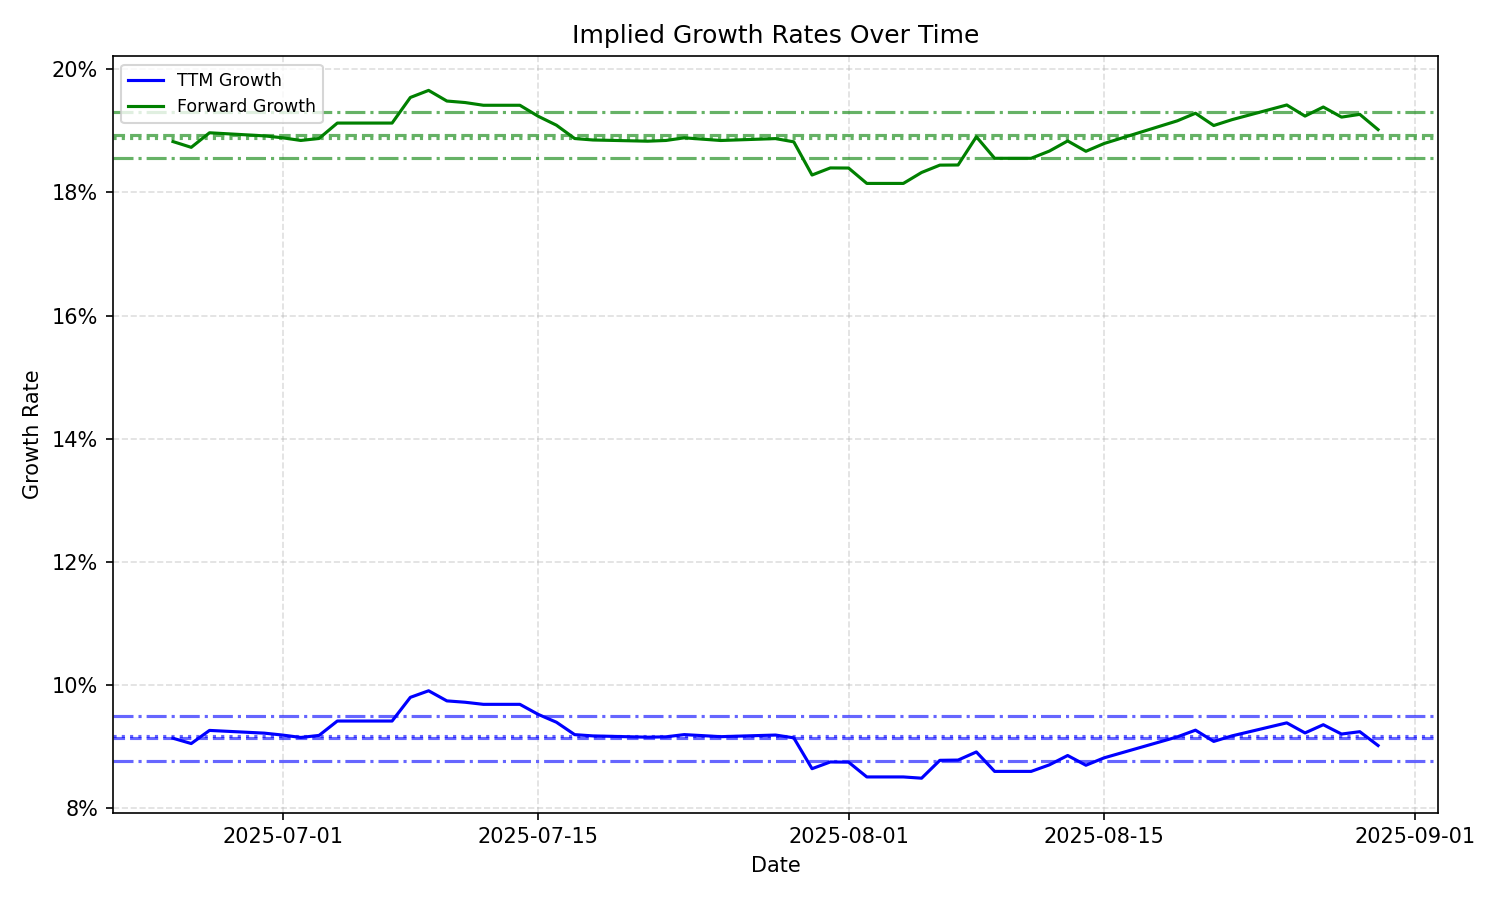 Implied Growth Rates Over Time
TTM Growth
Forward Growth
20%
18%
16%
14%
12%
10%
8%
Growth Rate
2025-07-01
2025-07-15
2025-08-01
2025-08-15
2025-09-01
Date